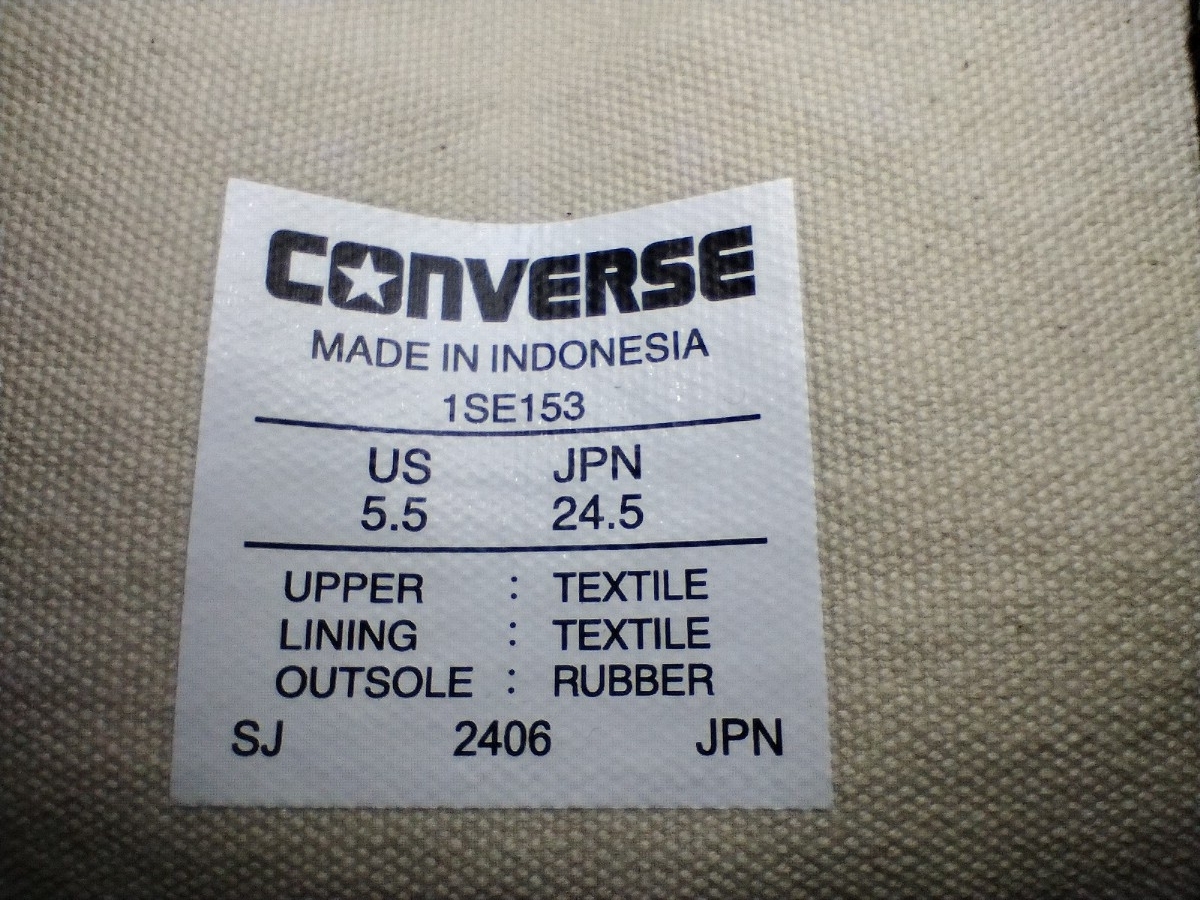 CONVERSE
MADE IN INDONESIA
1SE153
US JPN
5.5 24.5
UPPER : TEXTILE
LINING : TEXTILE
OUTSOLE : RUBBER
SJ 2406 JPN